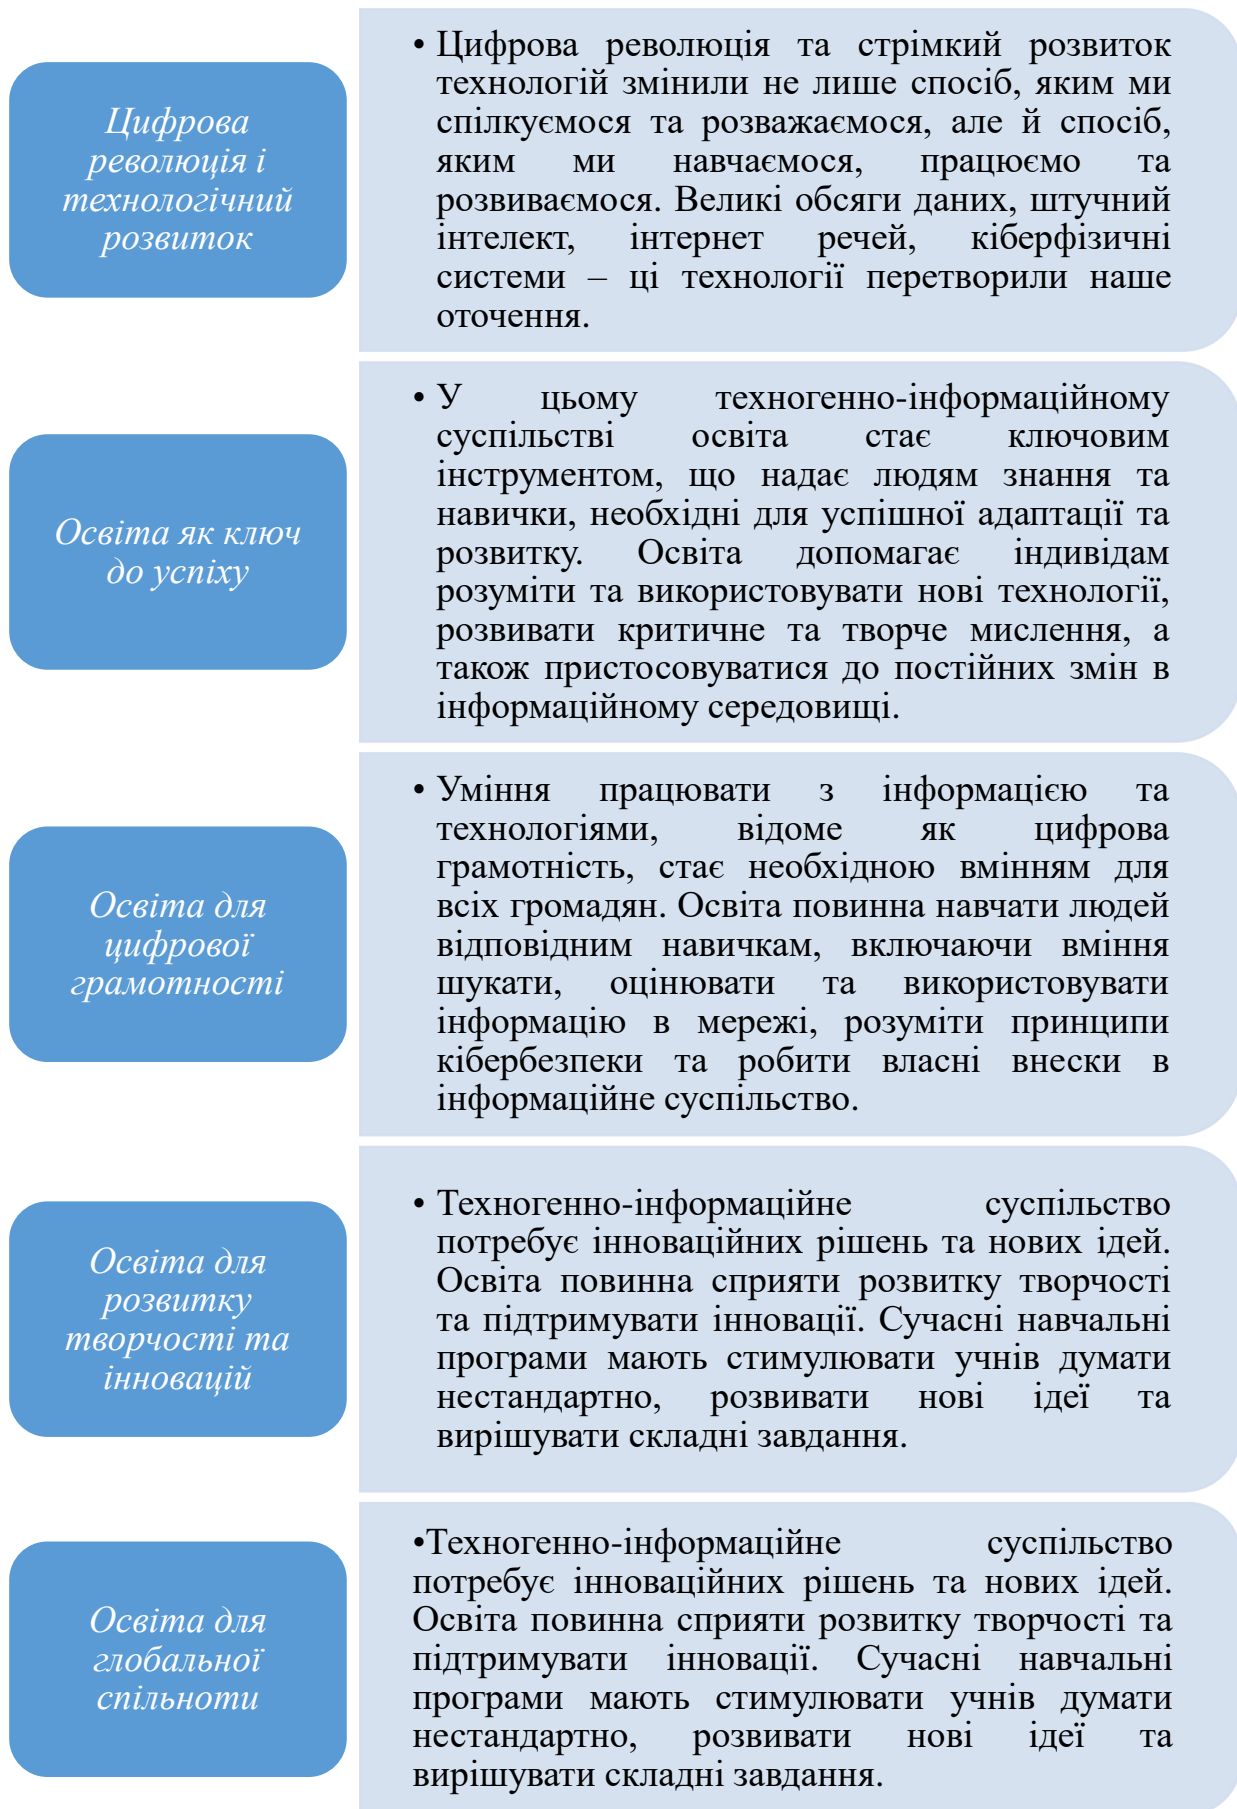 Цифрова
революція і
технологічний
розвиток
• Цифрова революція та стрімкий розвиток
технологій змінили не лише спосіб, яким ми
спілкуємося та розважаємося, але й спосіб,
яким ми навчаємося, працюємо та
розвиваємося. Великі обсяги даних, штучний
інтелект, інтернет речей, кіберфізичні
системи – ці технології перетворили наше
оточення.
Освіта як ключ
до успіху
• У цьому техногенно-інформаційному
суспільстві освіта стає ключовим
інструментом, що надає людям знання та
навички, необхідні для успішної адаптації та
розвитку. Освіта допомагає індивідам
розуміти та використовувати нові технології,
розвивати критичне та творче мислення, а
також пристосовуватися до постійних змін в
інформаційному середовищі.
Освіта для
цифрової
грамотності
• Уміння працювати з інформацією та
технологіями, відоме як цифрова
грамотність, стає необхідною вмінням для
всіх громадян. Освіта повинна навчати людей
відповідним навичкам, включаючи вміння
шукати, оцінювати та використовувати
інформацію в мережі, розуміти принципи
кібербезпеки та робити власні внески в
інформаційне суспільство.
Освіта для
розвитку
творчості та
інновацій
• Техногенно-інформаційне суспільство
потребує інноваційних рішень та нових ідей.
Освіта повинна сприяти розвитку творчості
та підтримувати інновації. Сучасні навчальні
програми мають стимулювати учнів думати
нестандартно, розвивати нові ідеї та
вирішувати складні завдання.
Освіта для
глобальної
спільноти
•Техногенно-інформаційне суспільство
потребує інноваційних рішень та нових ідей.
Освіта повинна сприяти розвитку творчості та
підтримувати інновації. Сучасні навчальні
програми мають стимулювати учнів думати
нестандартно, розвивати нові ідеї та
вирішувати складні завдання.